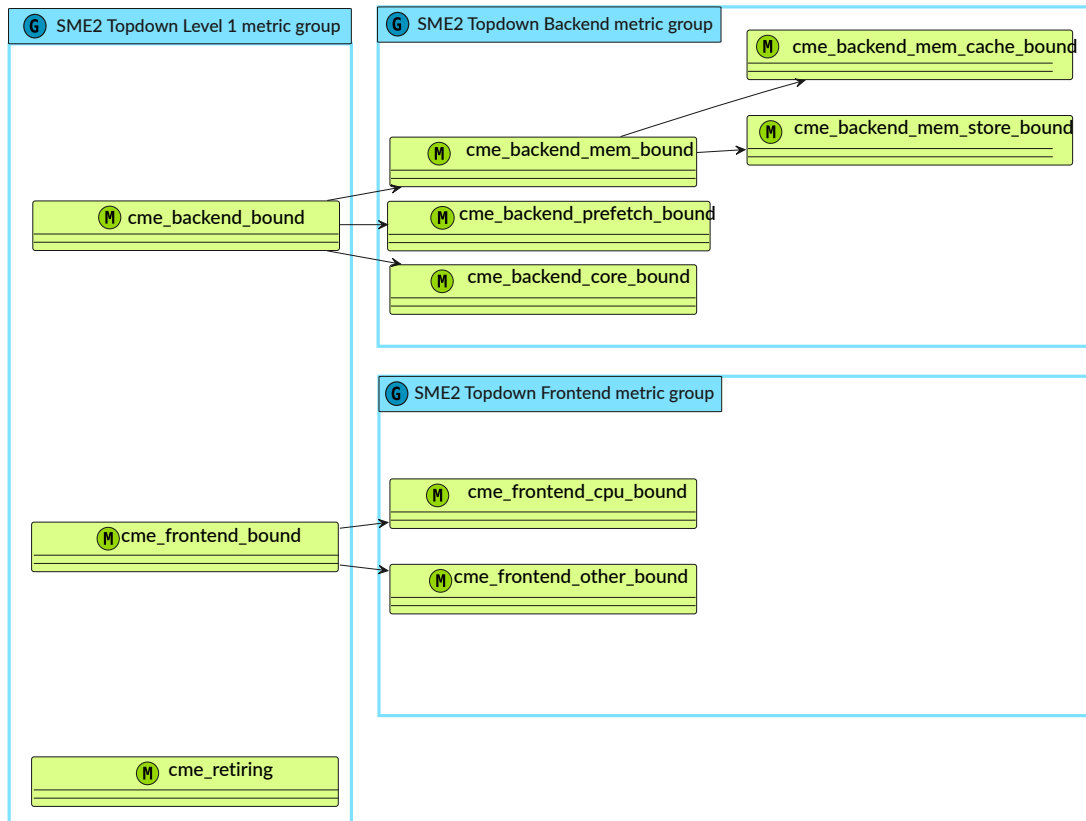 G SME2 Topdown Level 1 metric group
M cme_backend_bound
M cme_frontend_bound
M cme_retiring
G SME2 Topdown Backend metric group
M cme_backend_mem_cache_bound
M cme_backend_mem_store_bound
M cme_backend_mem_bound
M cme_backend_prefetch_bound
M cme_backend_core_bound
G SME2 Topdown Frontend metric group
M cme_frontend_cpu_bound
M cme_frontend_other_bound